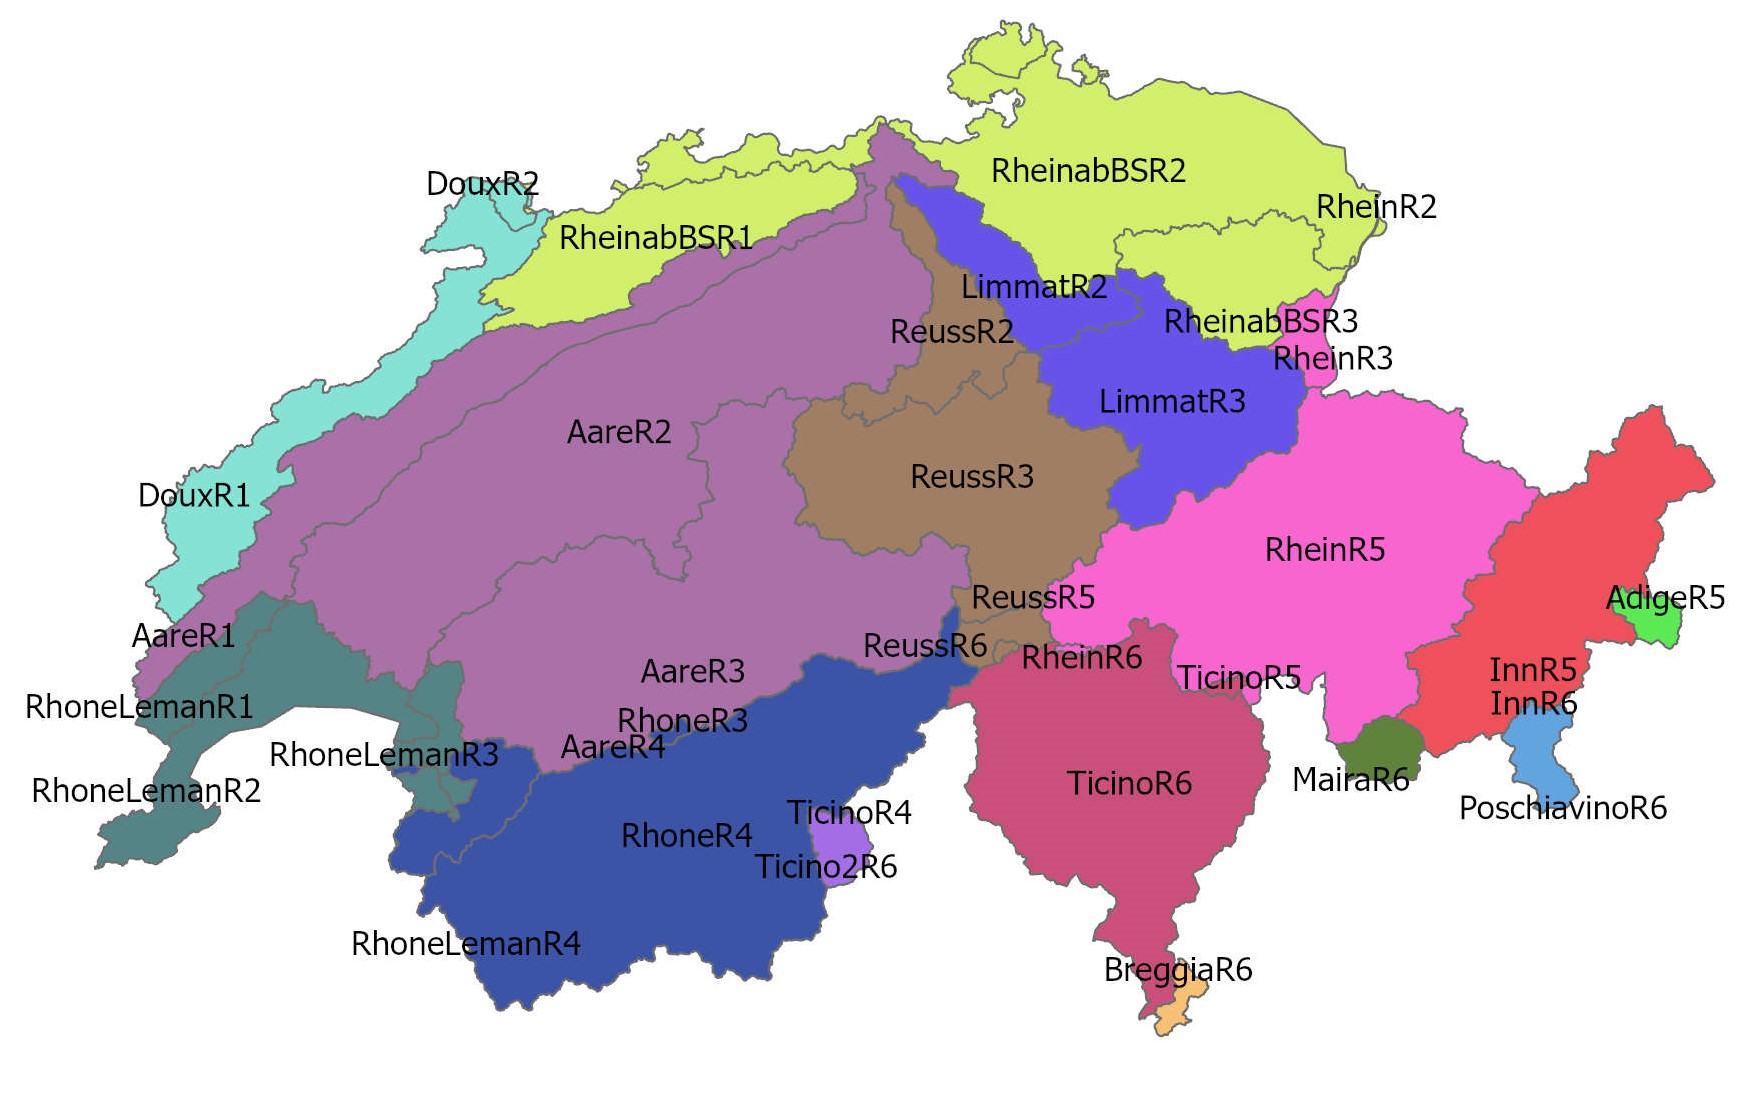 RheinabBSR2
DouxR2
RheinR2
RheinabBSR1
LimmatR2
RheinabBSR3
ReussR2
RheinR3
LimmatR3
AareR2
ReussR3
DouxR1
RheinR5
ReussR5
AdigeR5
AareR1
ReussR6
RheinR6
AareR3
InnR5
TicinoR5
InnR6
RhoneLemanR1
RhoneR3
AareR4
RhoneLemanR3
MairaR6
TicinoR6
RhoneLemanR2
PoschiavinoR6
TicinoR4
RhoneR4
Ticino2R6
RhoneLemanR4
BreggiaR6